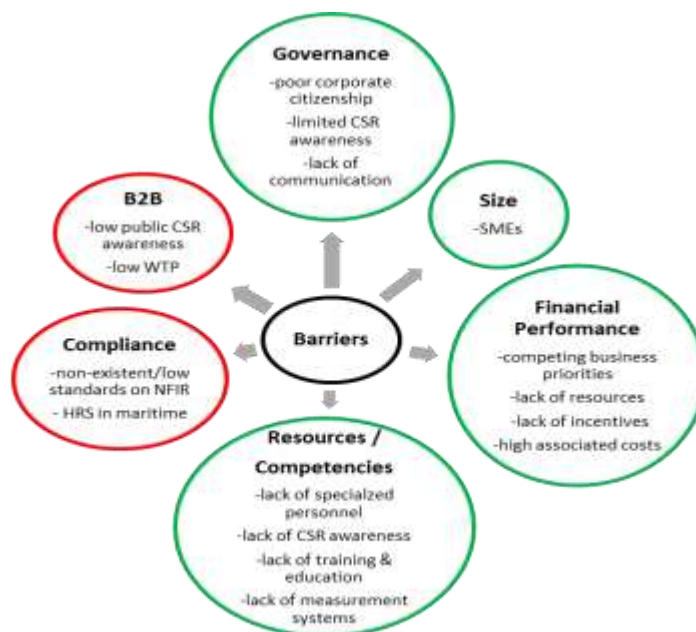 Governance
-poor corporate
citizenship
-limited CSR
awareness
-lack of
communication
B2B
-low public CSR
awareness
-low WTP
Size
-SMEs
Compliance
-non-existent/low
standards on NFIR
- HRS in maritime
Barriers
Financial
Performance
-competing business
priorities
-lack of resources
-lack of incentives
-high associated costs
Resources /
Competencies
-lack of specialzed
personnel
-lack of CSR awareness
-lack of training &
education
-lack of measurement
systems